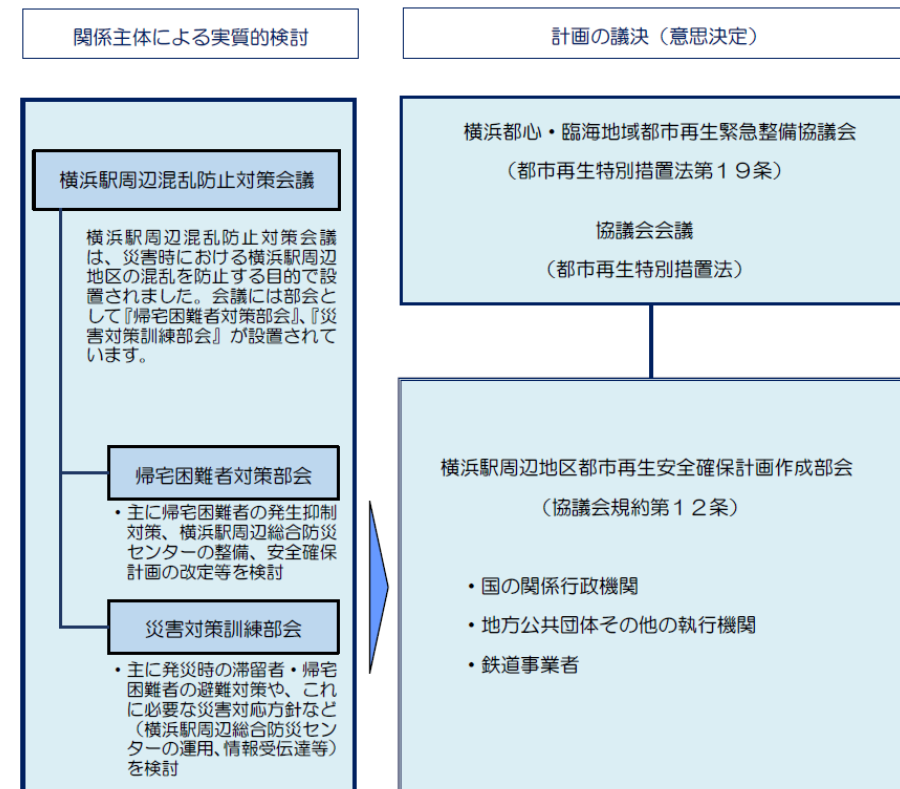 関係主体による実質的検討
計画の議決（意思決定）
横浜駅周辺混乱防止対策会議
横浜駅周辺混乱防止対策会議
は、災害時における横浜駅周辺
地区の混乱を防止する目的で設
置されました。会議には部会と
して『帰宅困難者対策部会』、『災
害対策訓練部会』が設置されて
います。
帰宅困難者対策部会
・主に帰宅困難者の発生抑制
対策、横浜駅周辺総合防災
センターの整備、安全確保
計画の改定等を検討
災害対策訓練部会
・主に発災時の滞留者・帰宅
困難者の避難対策や、これ
に必要な災害対応方針など
（横浜駅周辺総合防災セン
ターの運用、情報受伝達等）
を検討
横浜都心・臨海地域都市再生緊急整備協議会
（都市再生特別措置法第１９条）
協議会会議
（都市再生特別措置法）
横浜駅周辺地区都市再生安全確保計画作成部会
（協議会規約第１２条）
・国の関係行政機関
・地方公共団体その他の執行機関
・鉄道事業者